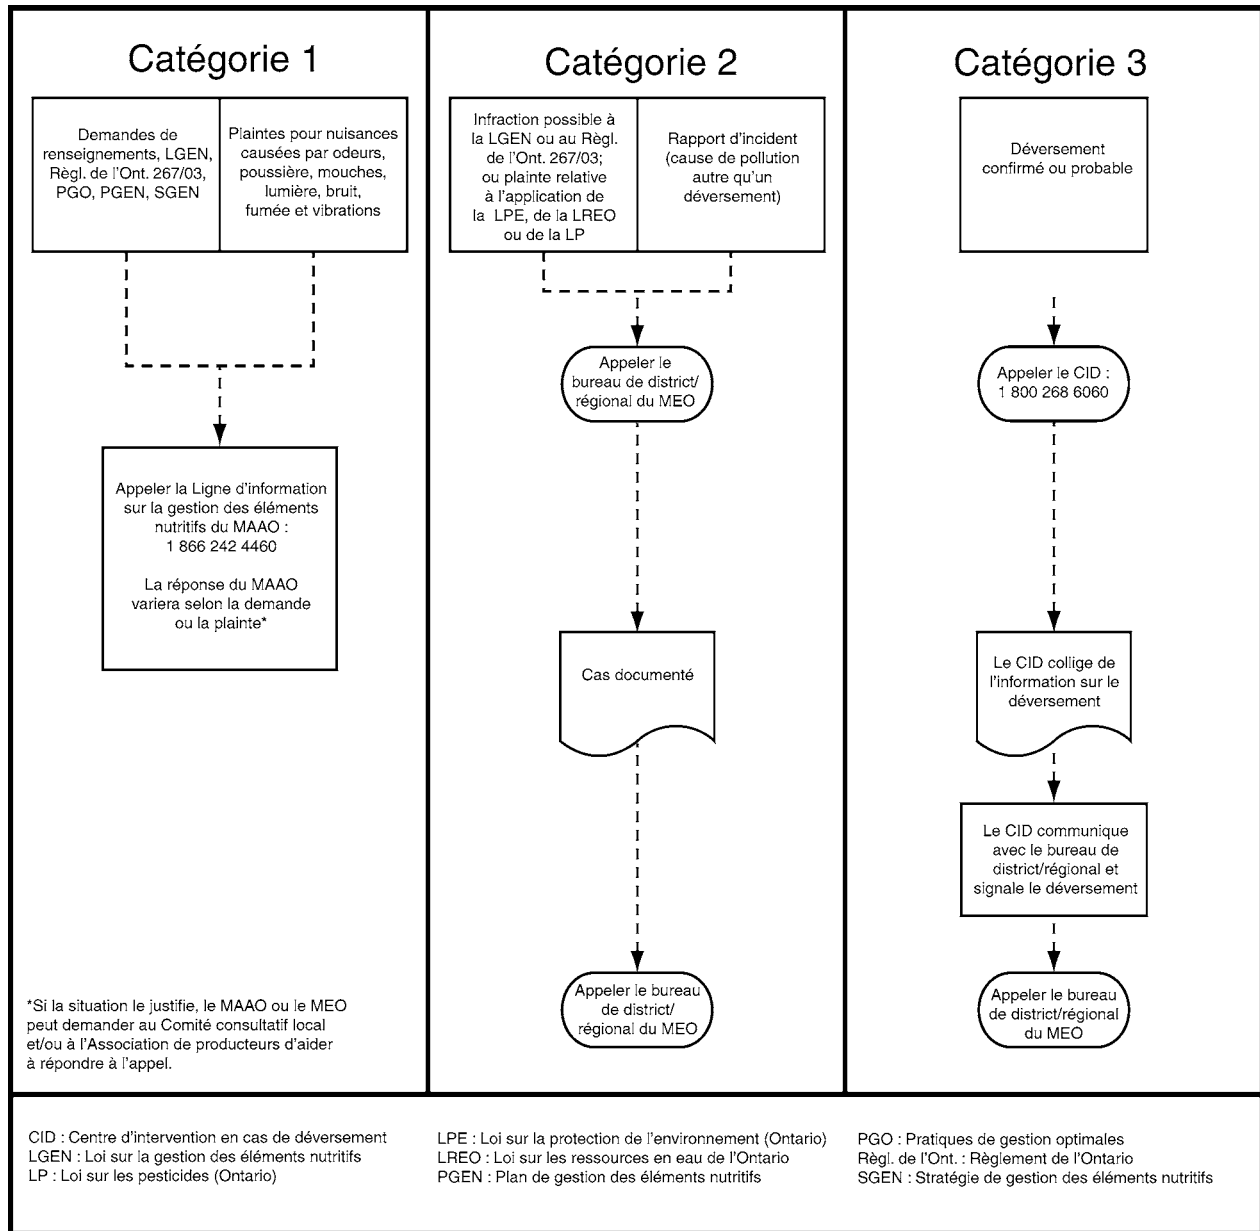 Catégorie 1
Demandes de
renseignements, LGEN,
Règl. de l'Ont. 267/03,
PGO, PGEN, SGEN
Plaintes pour nuisances
causées par odeurs,
poussière, mouches,
lumière, bruit,
fumée et vibrations
Appeler la Ligne d'information
sur la gestion des éléments
nutritifs du MAAO :
1 866 242 4460
La réponse du MAAO
variera selon la demande
ou la plainte*
*Si la situation le justifie, le MAAO ou le MEO
peut demander au Comité consultatif local
et/ou à l'Association de producteurs d'aider
à répondre à l'appel.
Catégorie 2
Infraction possible à
la LGEN ou au Règl.
de l'Ont. 267/03;
ou plainte relative
à l'application de
la LPE, de la LREO
ou de la LP
Rapport d'incident
(cause de pollution
autre qu'un
déversement)
Appeler le
bureau de district/
régional du MEO
Cas documenté
Appeler le bureau
de district/
régional du MEO
Catégorie 3
Déversement
confirmé ou probable
Appeler le CID :
1 800 268 6060
Le CID collige de
l'information sur le
déversement
Le CID communique
avec le bureau de
district/régional et
signale le déversement
Appeler le bureau
de district/régional
du MEO
CID : Centre d'intervention en cas de déversement
LGEN : Loi sur la gestion des éléments nutritifs
LP : Loi sur les pesticides (Ontario)
LPE : Loi sur la protection de l'environnement (Ontario)
LREO : Loi sur les ressources en eau de l'Ontario
PGEN : Plan de gestion des éléments nutritifs
PGO : Pratiques de gestion optimales
Règl. de l'Ont. : Règlement de l'Ontario
SGEN : Stratégie de gestion des éléments nutritifs